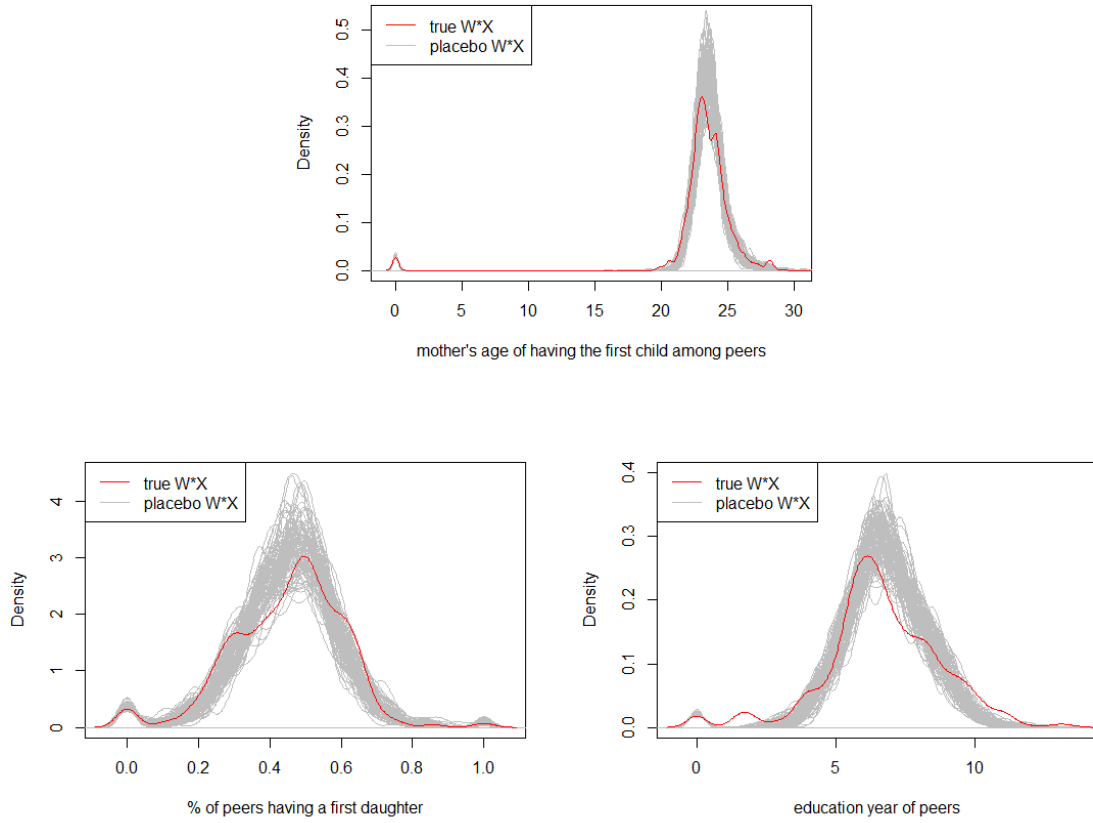 true W*X
placebo W*X
Density
0.0 0.1 0.2 0.3 0.4 0.5
0 5 10 15 20 25 30
mother's age of having the first child among peers
true W*X
placebo W*X
Density
0 1 2 3 4
0.0 0.2 0.4 0.6 0.8 1.0
% of peers having a first daughter
true W*X
placebo W*X
Density
0.0 0.1 0.2 0.3 0.4
0 5 10
education year of peers